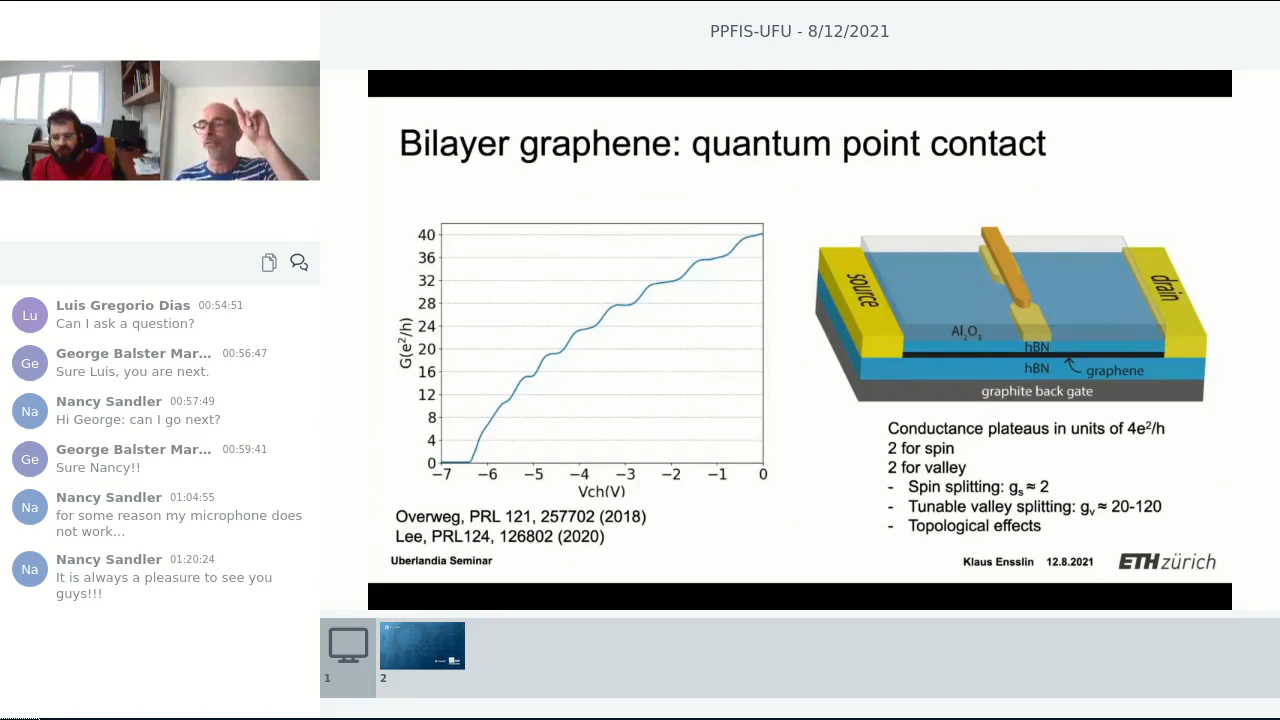 PPFIS-UFU - 8/12/2021
Lu
Luis Gregorio Dias 00:54:51
Can I ask a question?
Ge
George Balster Mar... 00:56:47
Sure Luis, you are next.
Na
Nancy Sandler 00:57:49
Hi George: can I go next?
Ge
George Balster Mar... 00:59:41
Sure Nancy!!
Na
Nancy Sandler 01:04:55
for some reason my microphone does
not work...
Na
Nancy Sandler 01:20:24
It is always a pleasure to see you
guys!!!
Bilayer graphene: quantum point contact
G(e²/h)
40
36
32
28
24
20
16
12
8
4
0
−7 −6 −5 −4 −3 −2 −1 0
Vch(V)
source
drain
Al₂O₃
hBN
hBN
graphene
graphite back gate
Overweg, PRL 121, 257702 (2018)
Lee, PRL124, 126802 (2020)
Conductance plateaus in units of 4e²/h
2 for spin
2 for valley
- Spin splitting: gₛ ≈ 2
- Tunable valley splitting: gᵥ ≈ 20-120
- Topological effects
Uberlandia Seminar
Klaus Ensslin 12.8.2021
ETH zürich
1
2